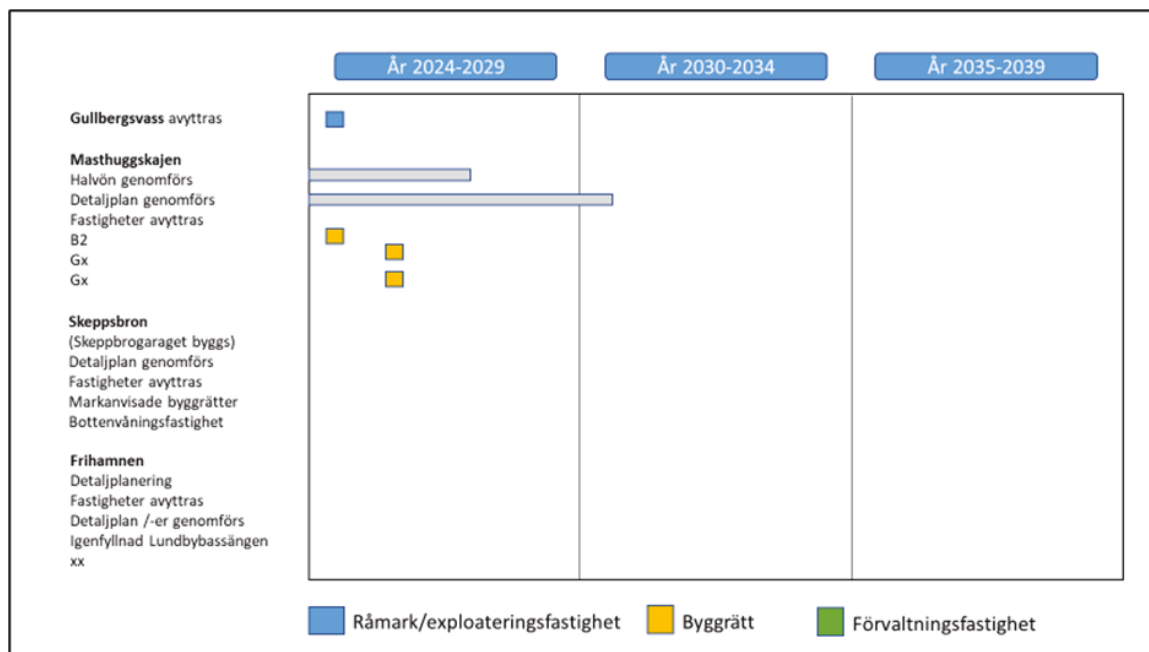 År 2024-2029
År 2030-2034
År 2035-2039
Gullbergsvass avyttras
Masthuggskajen
Halvön genomförs
Detaljplan genomförs
Fastigheter avyttras
B2
Gx
Gx
Skeppsbron
(Skeppbrogaraget byggs)
Detaljplan genomförs
Fastigheter avyttras
Markanvisade byggrätter
Bottenvåningsfastighet
Frihamnen
Detaljplanering
Fastigheter avyttras
Detaljplan /-er genomförs
Igenfyllnad Lundbybassängen
xx
Råmark/exploateringsfastighet
Byggrätt
Förvaltningsfastighet